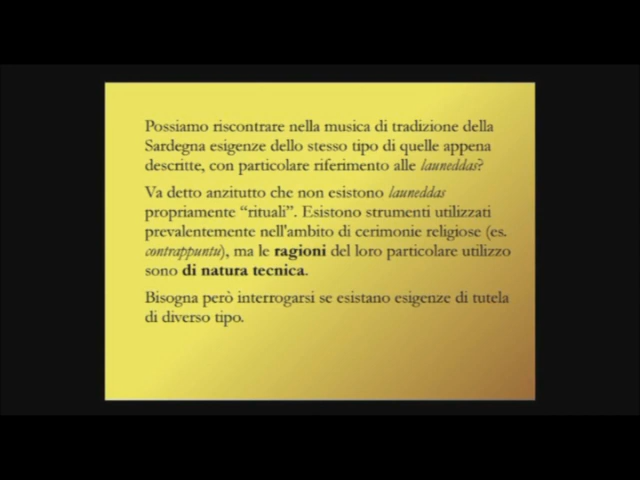 Possiamo riscontrare nella musica di tradizione della
Sardegna esigenze dello stesso tipo di quelle appena
descritte, con particolare riferimento alle launeddas?
Va detto anzitutto che non esistono launeddas
propriamente “rituali”. Esistono strumenti utilizzati
prevalentemente nell'ambito di cerimonie religiose (es.
contrappuntu), ma le ragioni del loro particolare utilizzo
sono di natura tecnica.
Bisogna però interrogarsi se esistano esigenze di tutela
di diverso tipo.